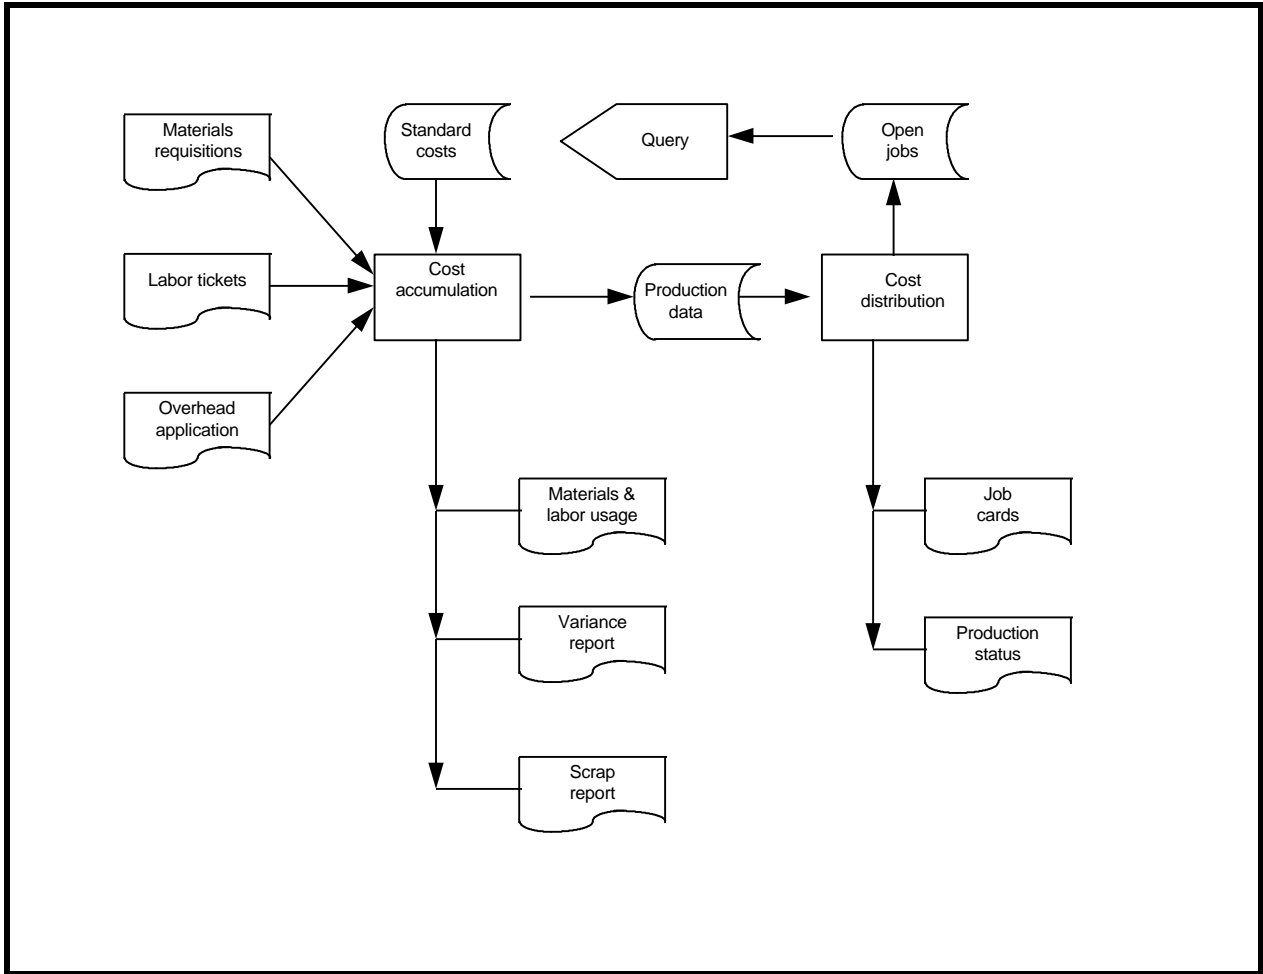 Materials
requisitions
Standard
costs
Query
Open
jobs
Labor tickets
Cost
accumulation
Production
data
Cost
distribution
Overhead
application
Materials &
labor usage
Job
cards
Variance
report
Production
status
Scrap
report